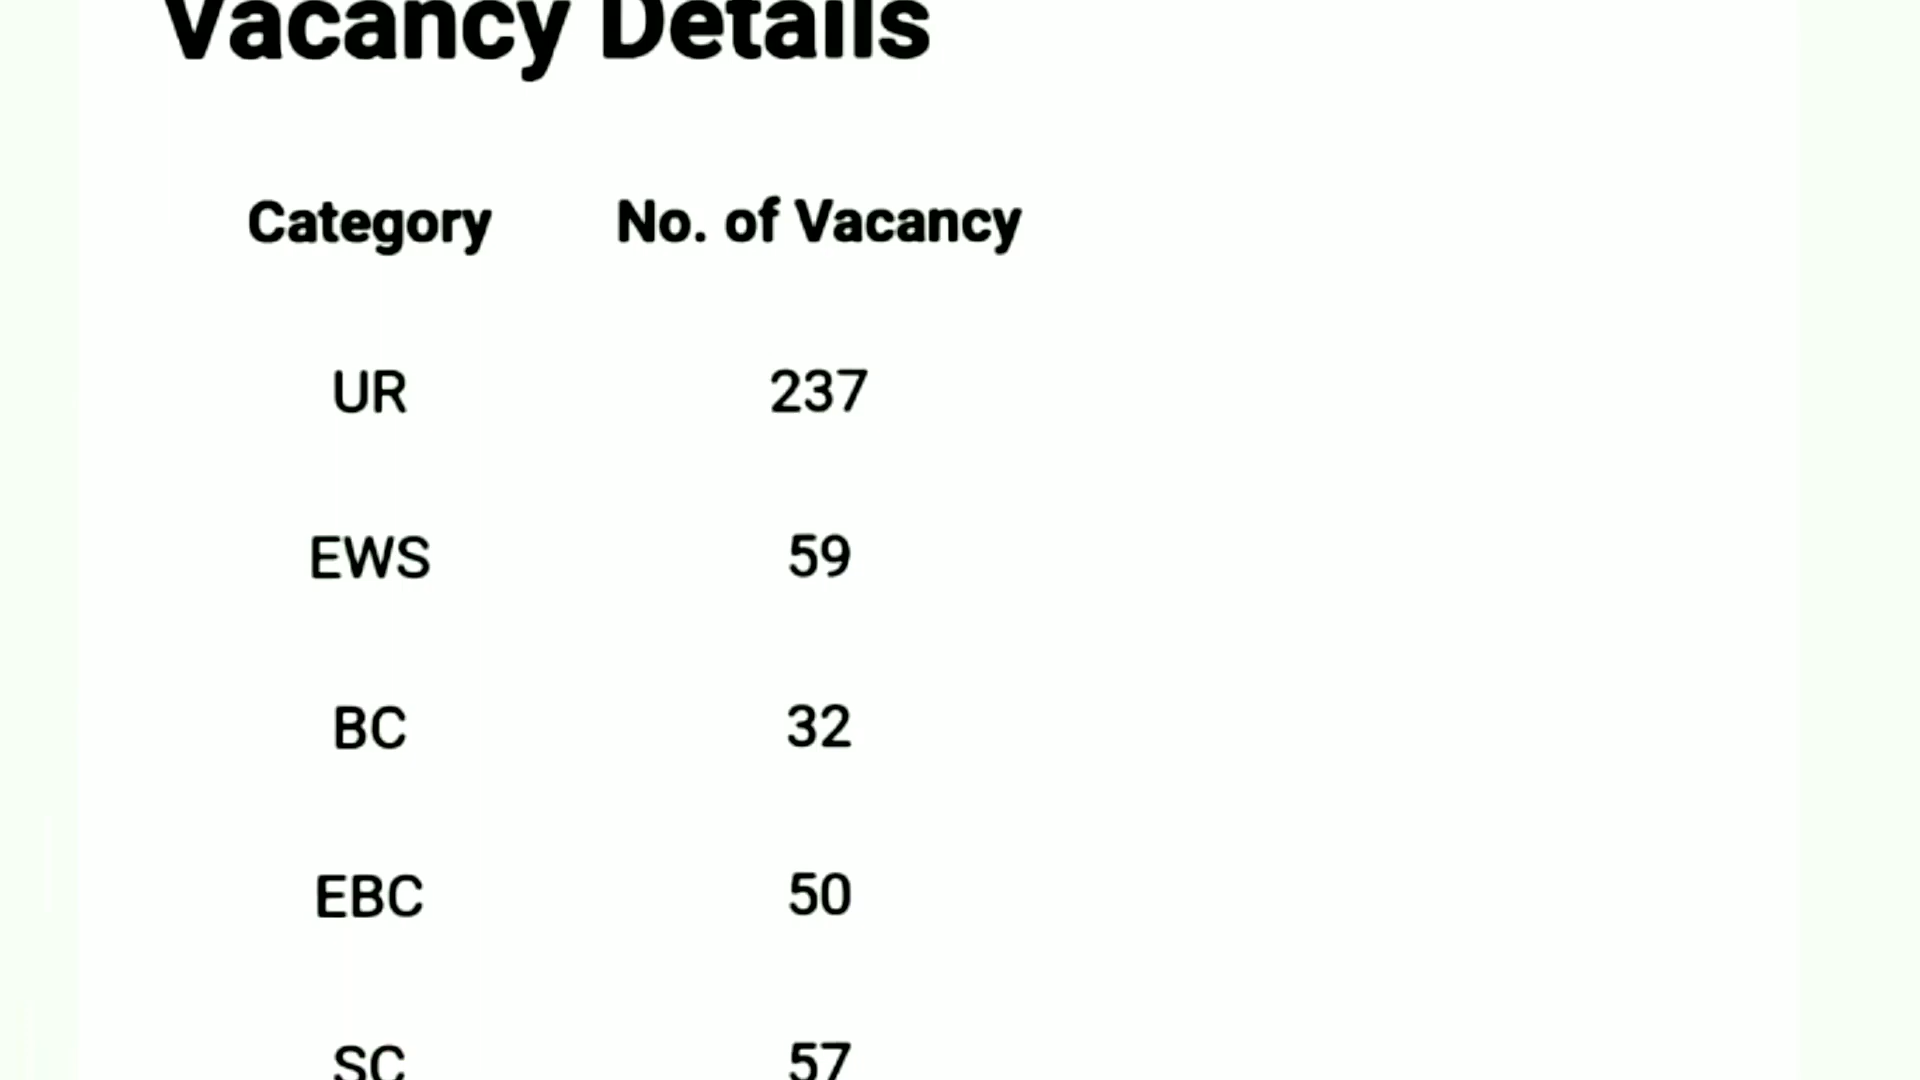 Vacancy Details
Category No. of Vacancy
UR 237
EWS 59
BC 32
EBC 50
SC 57